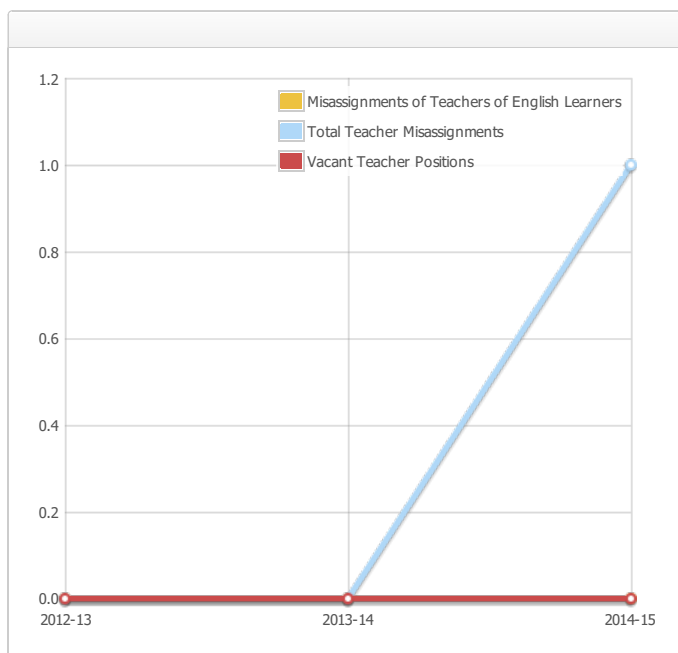 1.2
Misassignments of Teachers of English Learners
Total Teacher Misassignments
Vacant Teacher Positions
1.0
0.8
0.6
0.4
0.2
0.0
2012-13 2013-14 2014-15